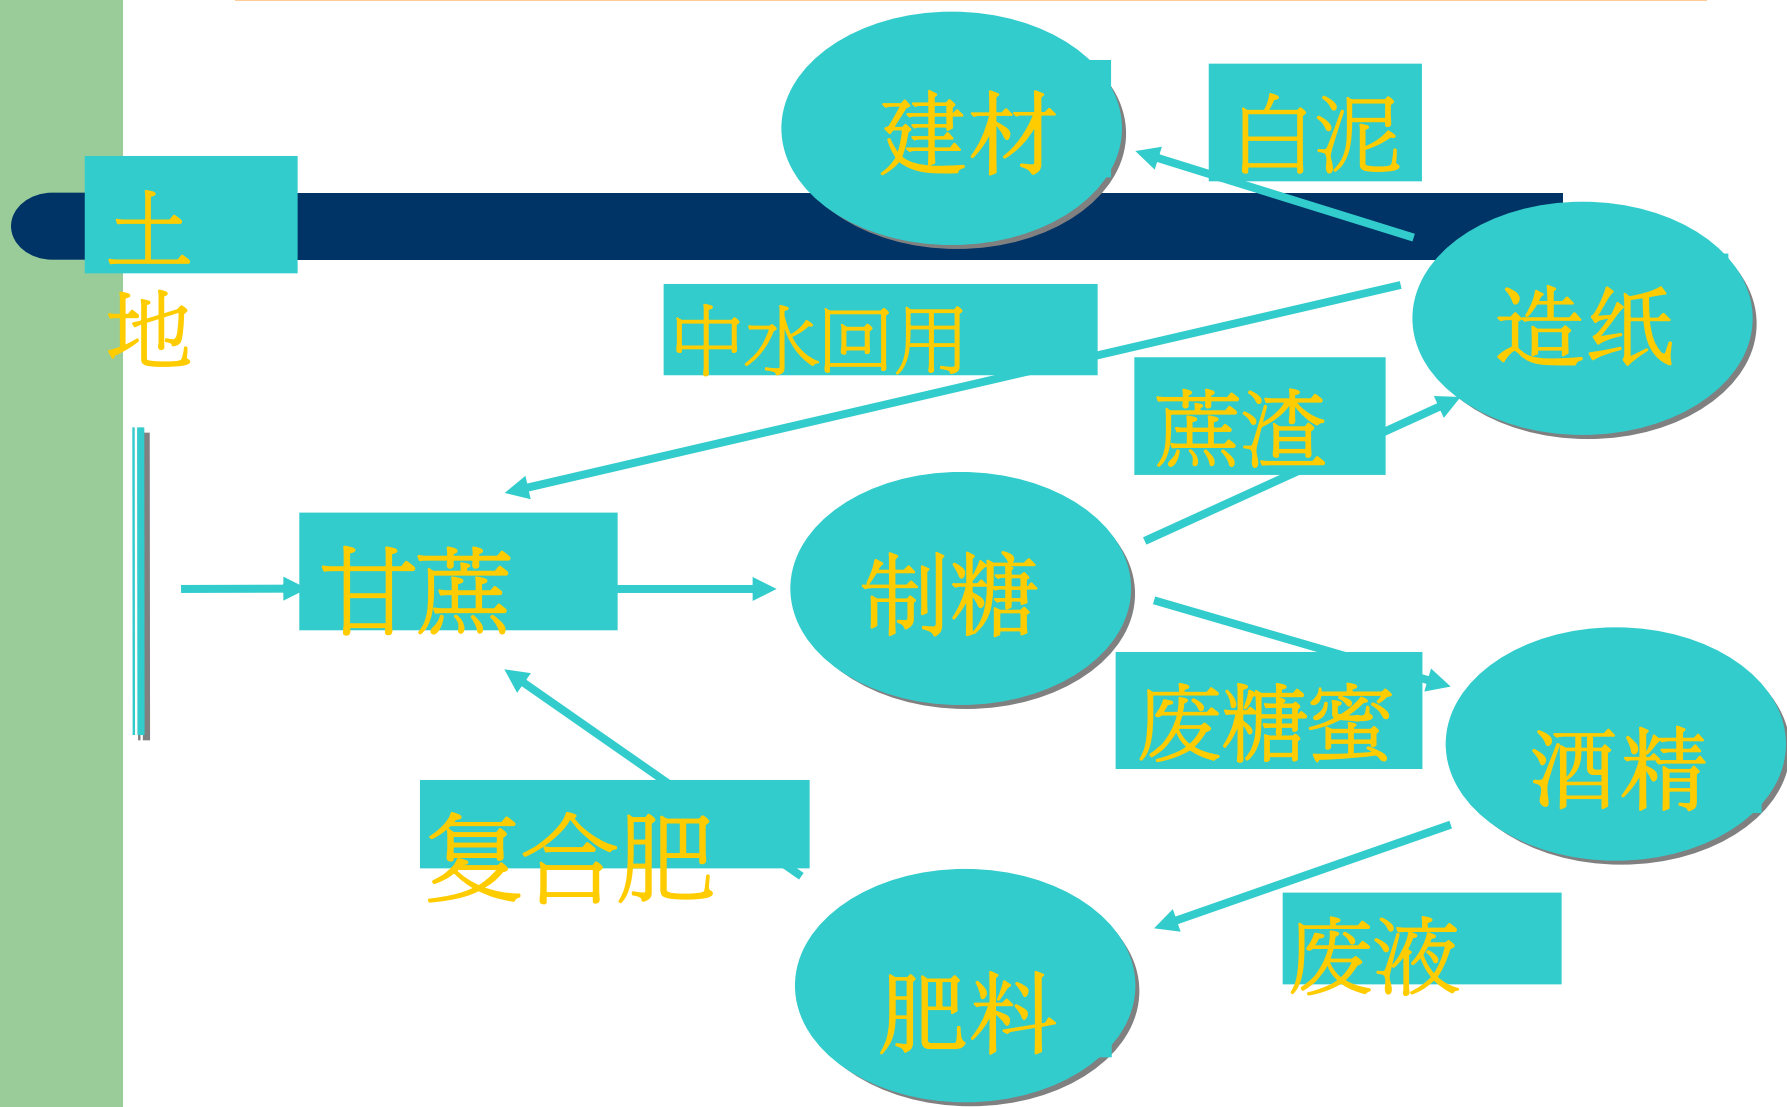 建材
白泥
土
地
造纸
中水回用
蔗渣
甘蔗
制糖
废糖蜜
酒精
复合肥
废液
肥料